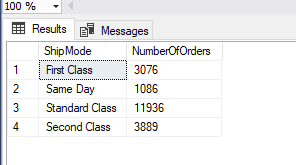 100 %
Results Messages
ShipMode NumberOfOrders
1 First Class 3076
2 Same Day 1086
3 Standard Class 11936
4 Second Class 3889